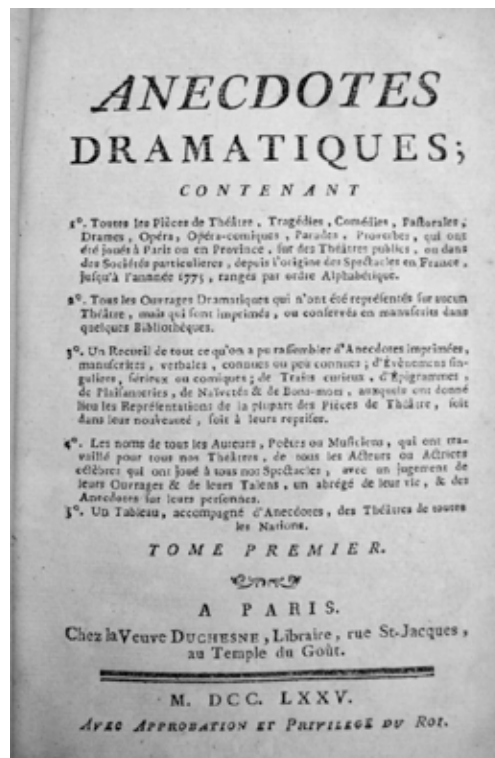 ANECDOTES
DRAMATIQUES;
CONTENANT
1°. Toutes les Pièces de Théâtre, Tragédies, Comédies, Pastorales,
Drames, Opéra, Opéra-comiques, Parades, Proverbes, qui ont
été joués à Paris ou en Province, sur des Théâtres publics, ou dans
des Sociétés particulieres, depuis l'origine des Spectacles en France,
jusqu'à l'année 1775, rangés par ordre Alphabétique.
2°. Tous les Ouvrages Dramatiques qui n'ont été représentés sur aucun
Théâtre, mais qui sont imprimés, ou conservés en manuscrits dans
quelques Bibliothèques.
3°. Un Recueil de tout ce qu'on a pu rassembler d'Anecdotes imprimées,
manuscrites, verbales, connues ou peu connues; d'Évènemens sin-
guliers, sérieux ou comiques; de Traits curieux, d'Épigrammes,
de Plaisanteries, de Naïvetés & de Bons-mots, auxquels ont donné
lieu les Représentations de la plupart des Pièces de Théâtre, soit
dans leur nouveauté, soit à leurs reprises.
4°. Les noms de tous les Auteurs, Poëtes ou Musiciens, qui ont tra-
vaillé pour tous nos Théâtres, de tous les Acteurs ou Actrices
célèbres qui ont joué à tous nos Spectacles, avec un jugement de
leurs Ouvrages & de leurs Talens, un abrégé de leur vie, & des
Anecdotes sur leurs personnes.
5°. Un Tableau, accompagné d'Anecdotes, des Théâtres de toutes
les Nations.
TOME PREMIER.
A PARIS.
Chez la Veuve DUCHESNE, Libraire, rue St-Jacques,
au Temple du Goût.
M. DCC. LXXV.
AVEC APPROBATION ET PRIVILEGE DU ROI.